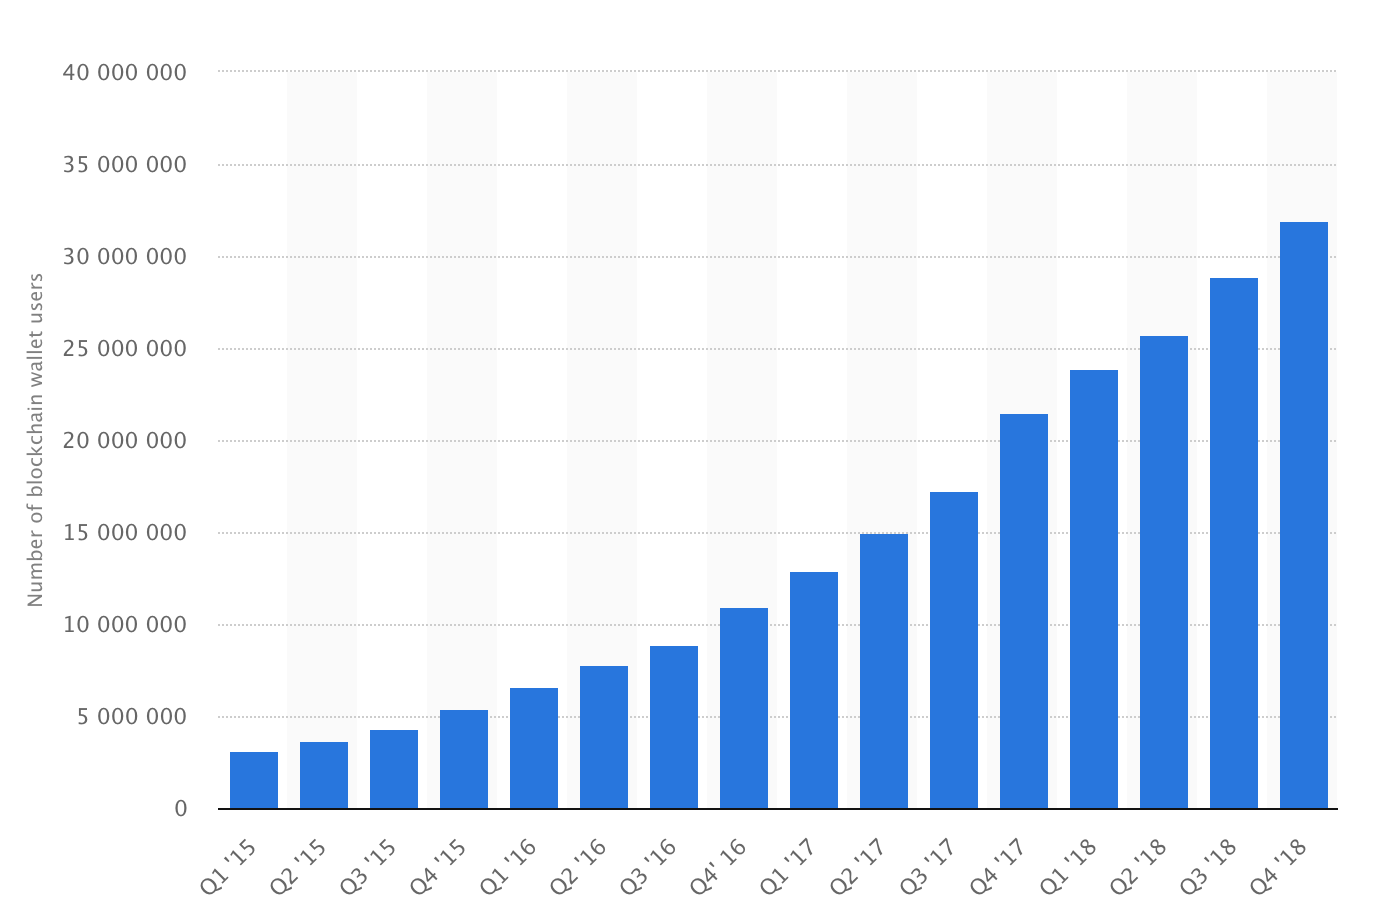 40 000 000
35 000 000
30 000 000
25 000 000
20 000 000
15 000 000
10 000 000
5 000 000
0
Number of blockchain wallet users
Q1 '15
Q2 '15
Q3 '15
Q4 '15
Q1 '16
Q2 '16
Q3 '16
Q4' 16
Q1 '17
Q2 '17
Q3 '17
Q4 '17
Q1 '18
Q2 '18
Q3 '18
Q4 '18